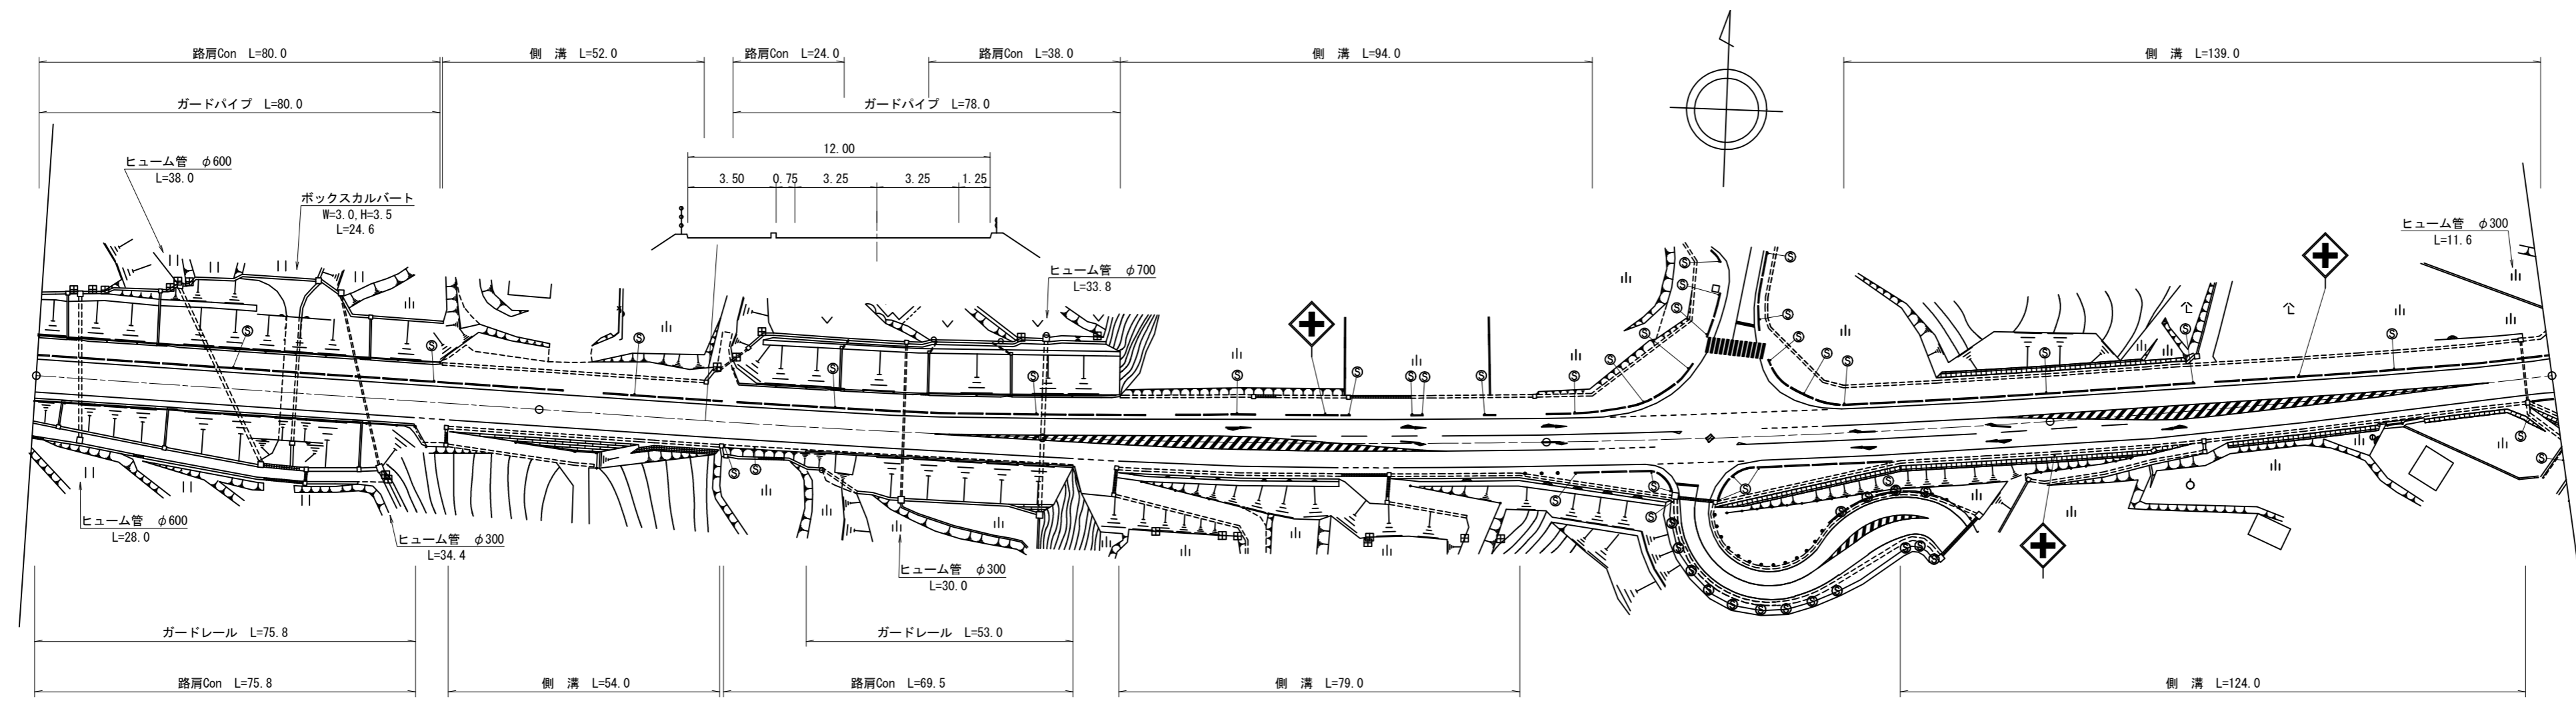 路肩Con L=80.0
側 溝 L=52.0
路肩Con L=24.0
路肩Con L=38.0
側 溝 L=94.0
側 溝 L=139.0
ガードパイプ L=80.0
ガードパイプ L=78.0
12.00
3.50 0.75 3.25 3.25 1.25
ヒューム管 φ600
L=38.0
ボックスカルバート
W=3.0,H=3.5
L=24.6
ヒューム管 φ700
L=33.8
ヒューム管 φ300
L=11.6
ヒューム管 φ600
L=28.0
ヒューム管 φ300
L=34.4
ヒューム管 φ300
L=30.0
ガードレール L=75.8
ガードレール L=53.0
路肩Con L=75.8
側 溝 L=54.0
路肩Con L=69.5
側 溝 L=79.0
側 溝 L=124.0